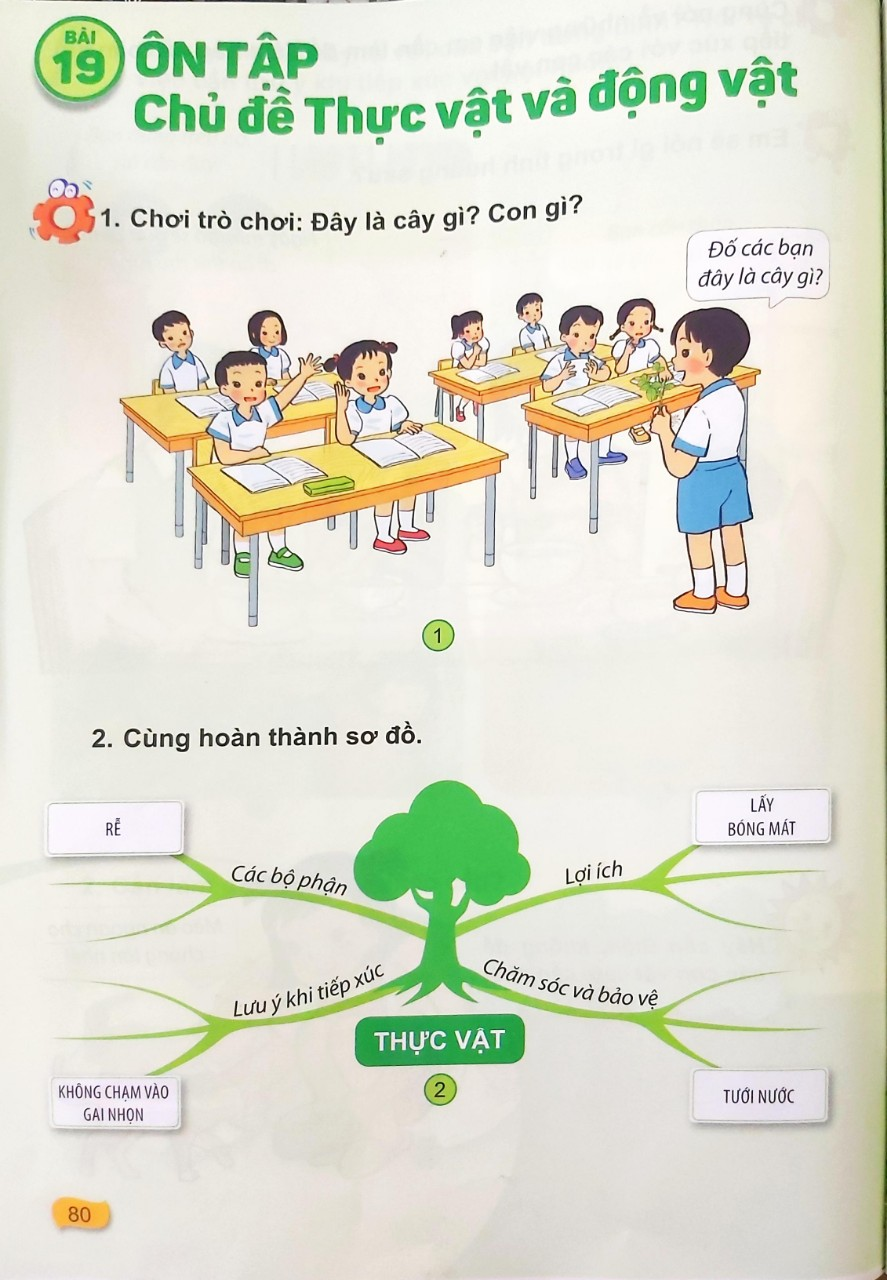 BÀI
19
ÔN TẬP
Chủ đề Thực vật và động vật
1. Chơi trò chơi: Đây là cây gì? Con gì?
Đố các bạn
đây là cây gì?
1
2. Cùng hoàn thành sơ đồ.
RỄ
LẤY
BÓNG MÁT
Các bộ phận
Lợi ích
Lưu ý khi tiếp xúc
Chăm sóc và bảo vệ
THỰC VẬT
2
KHÔNG CHẠM VÀO
GAI NHỌN
TƯỚI NƯỚC
80